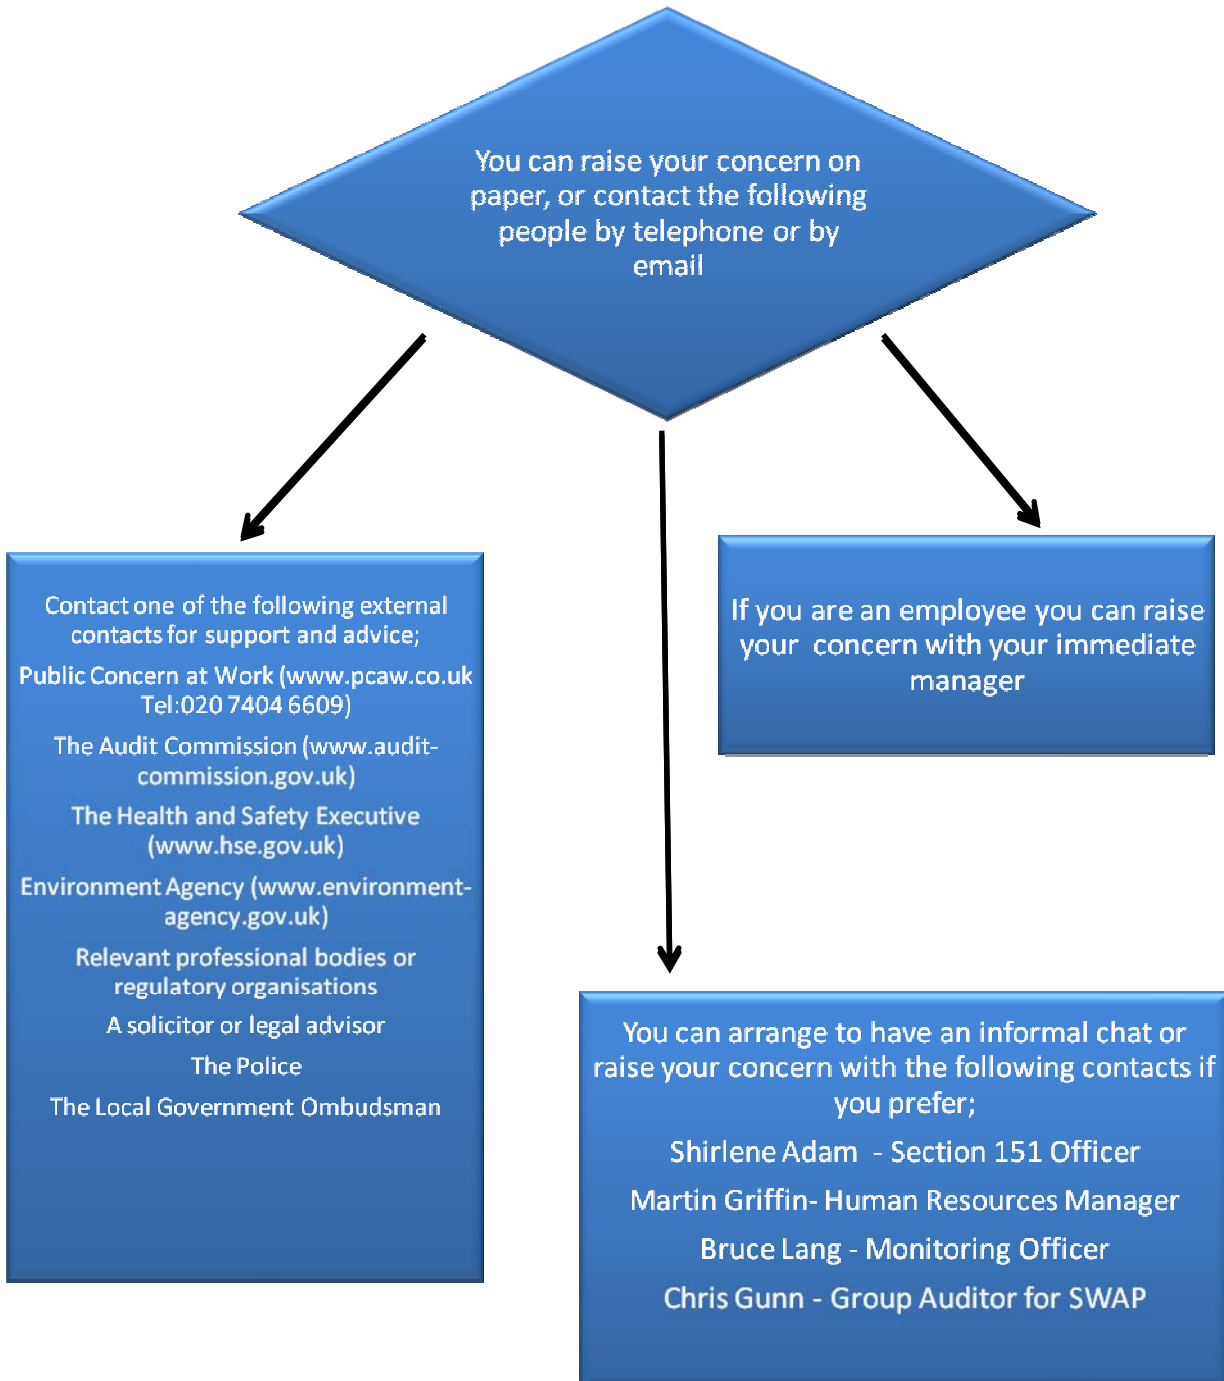 You can raise your concern on
paper, or contact the following
people by telephone or by
email
Contact one of the following external
contacts for support and advice;
Public Concern at Work (www.pcaw.co.uk
Tel:020 7404 6609)
The Audit Commission (www.audit-
commission.gov.uk)
The Health and Safety Executive
(www.hse.gov.uk)
Environment Agency (www.environment-
agency.gov.uk)
Relevant professional bodies or
regulatory organisations
A solicitor or legal advisor
The Police
The Local Government Ombudsman
If you are an employee you can raise
your  concern with your immediate
manager
You can arrange to have an informal chat or
raise your concern with the following contacts if
you prefer;
Shirlene Adam  - Section 151 Officer
Martin Griffin- Human Resources Manager
Bruce Lang - Monitoring Officer
Chris Gunn - Group Auditor for SWAP